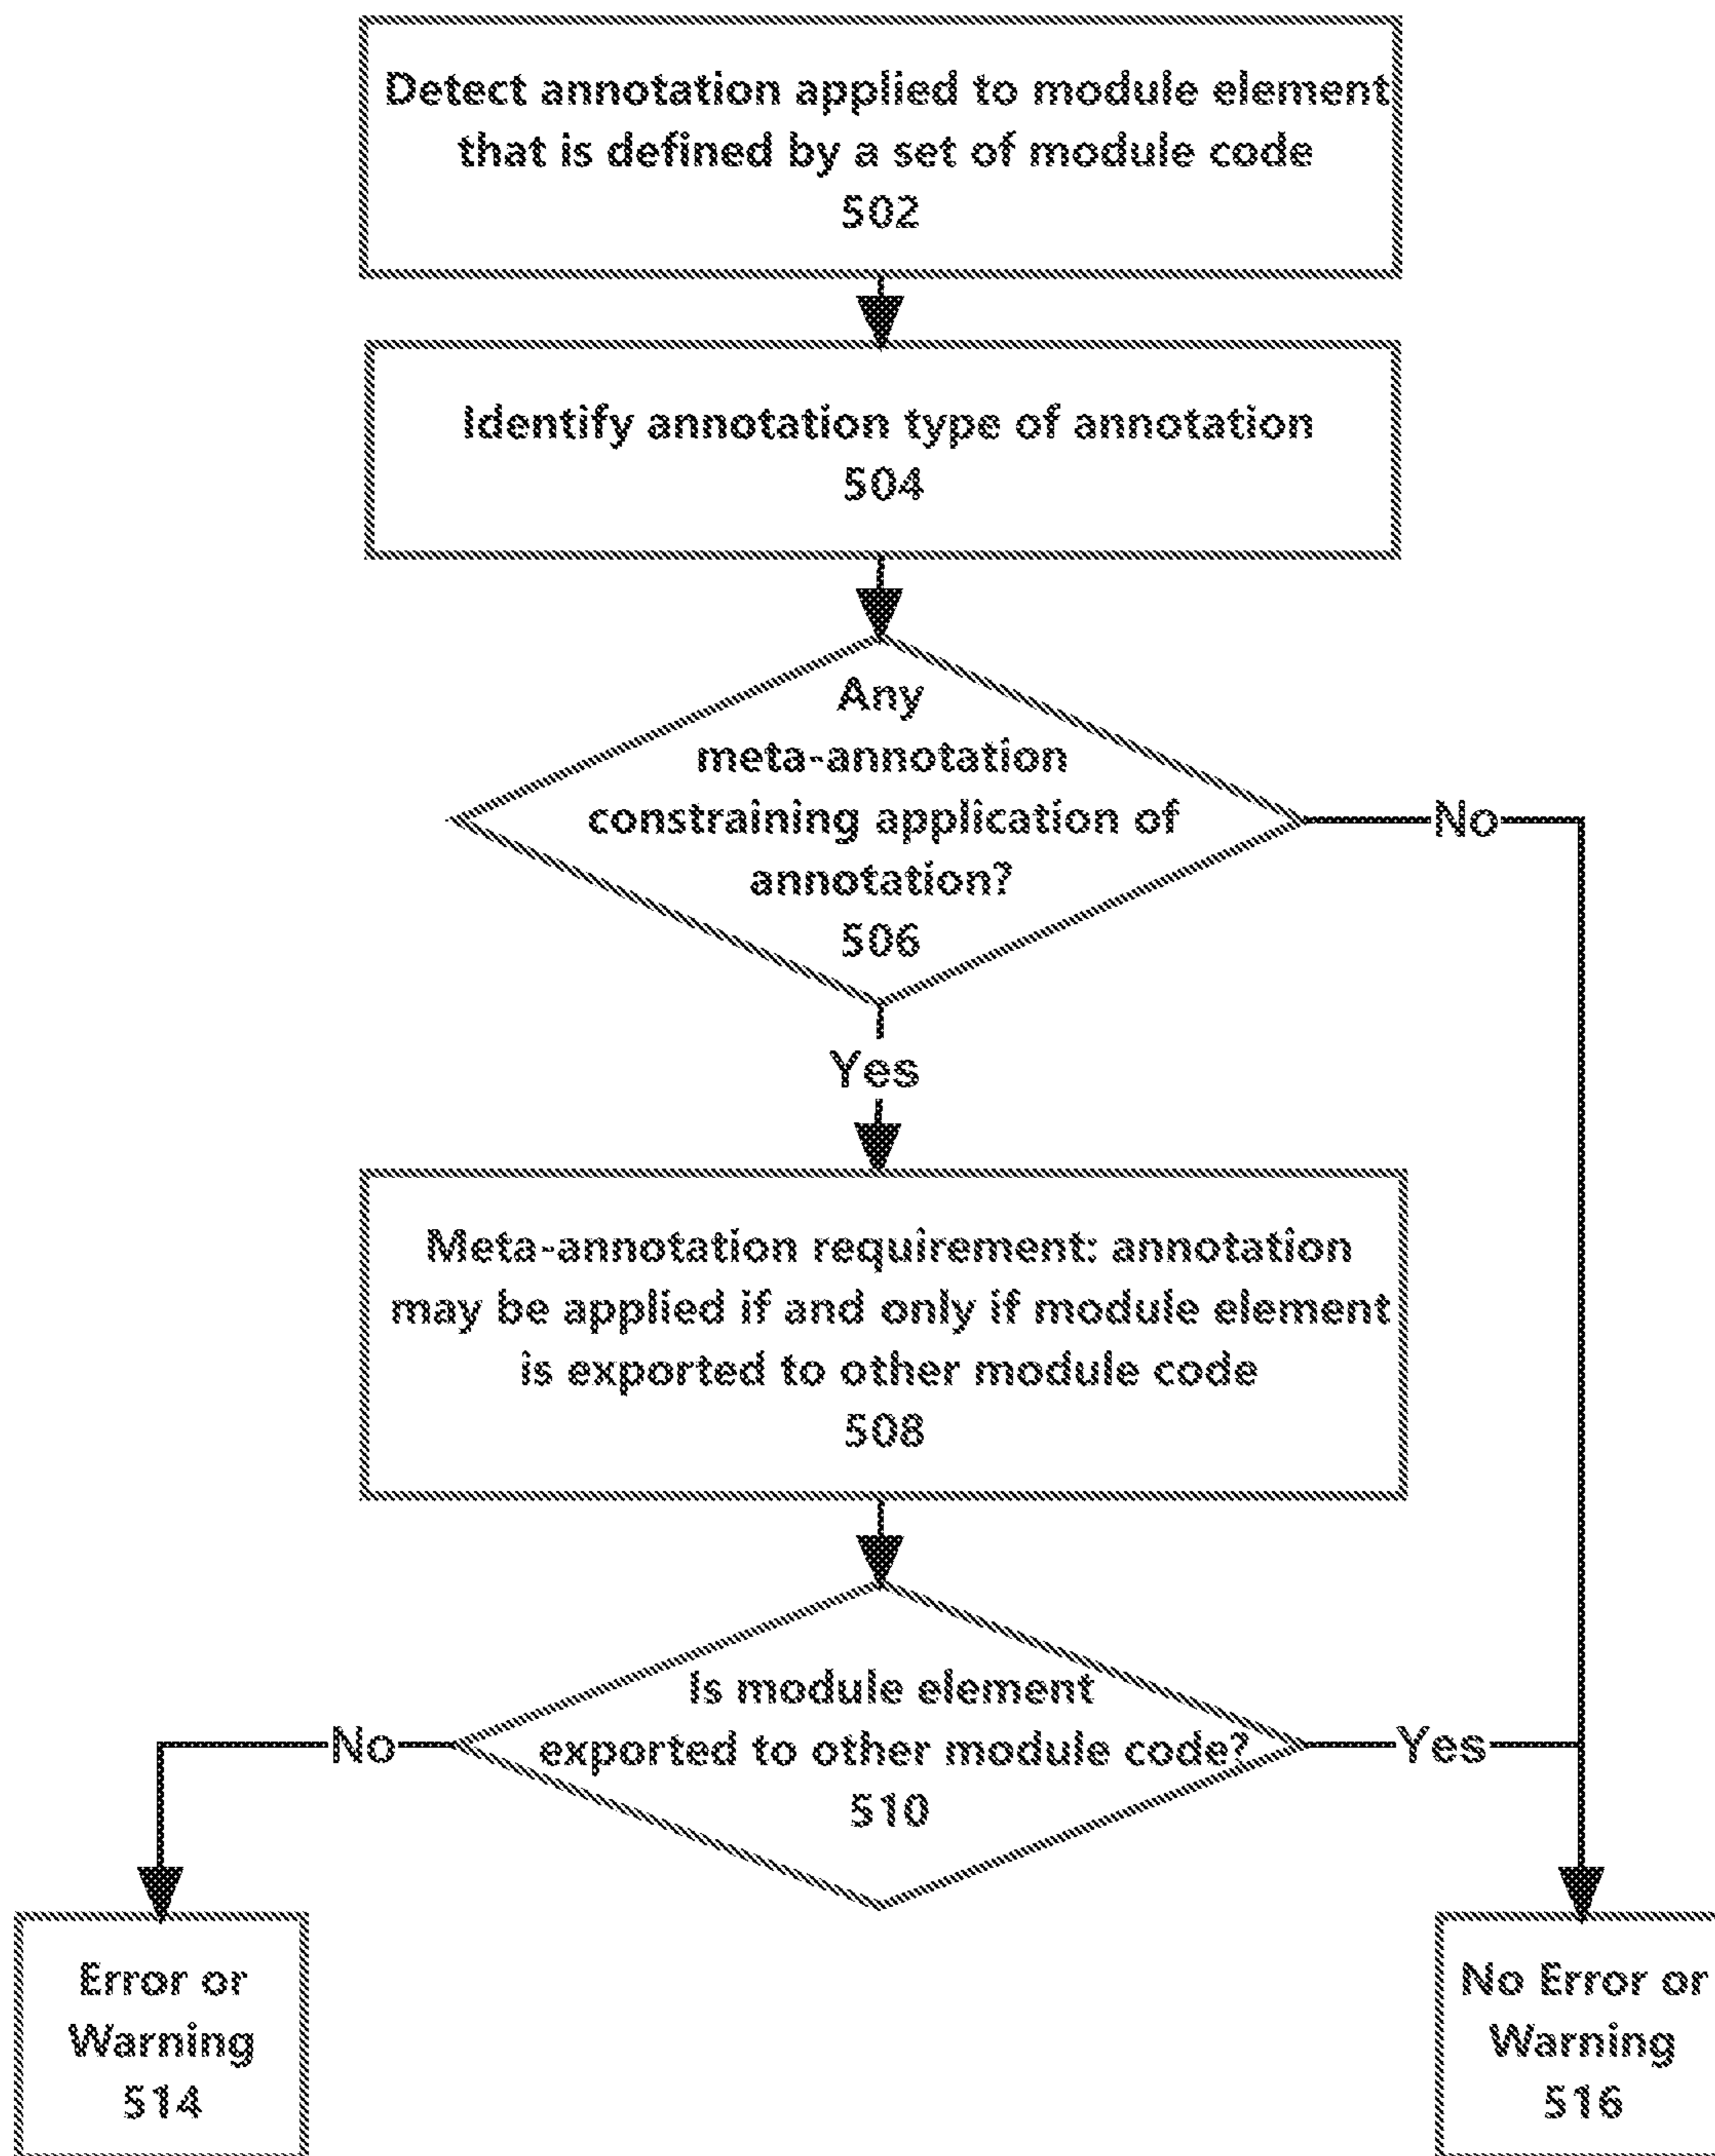 Detect annotation applied to module element
that is defined by a set of module code
502
Identify annotation type of annotation
504
Any
meta-annotation
constraining application of
annotation?
506
No
Yes
Meta-annotation requirement: annotation
may be applied if and only if module element
is exported to other module code
508
Is module element
exported to other module code?
510
No
Yes
Error or
Warning
514
No Error or
Warning
516